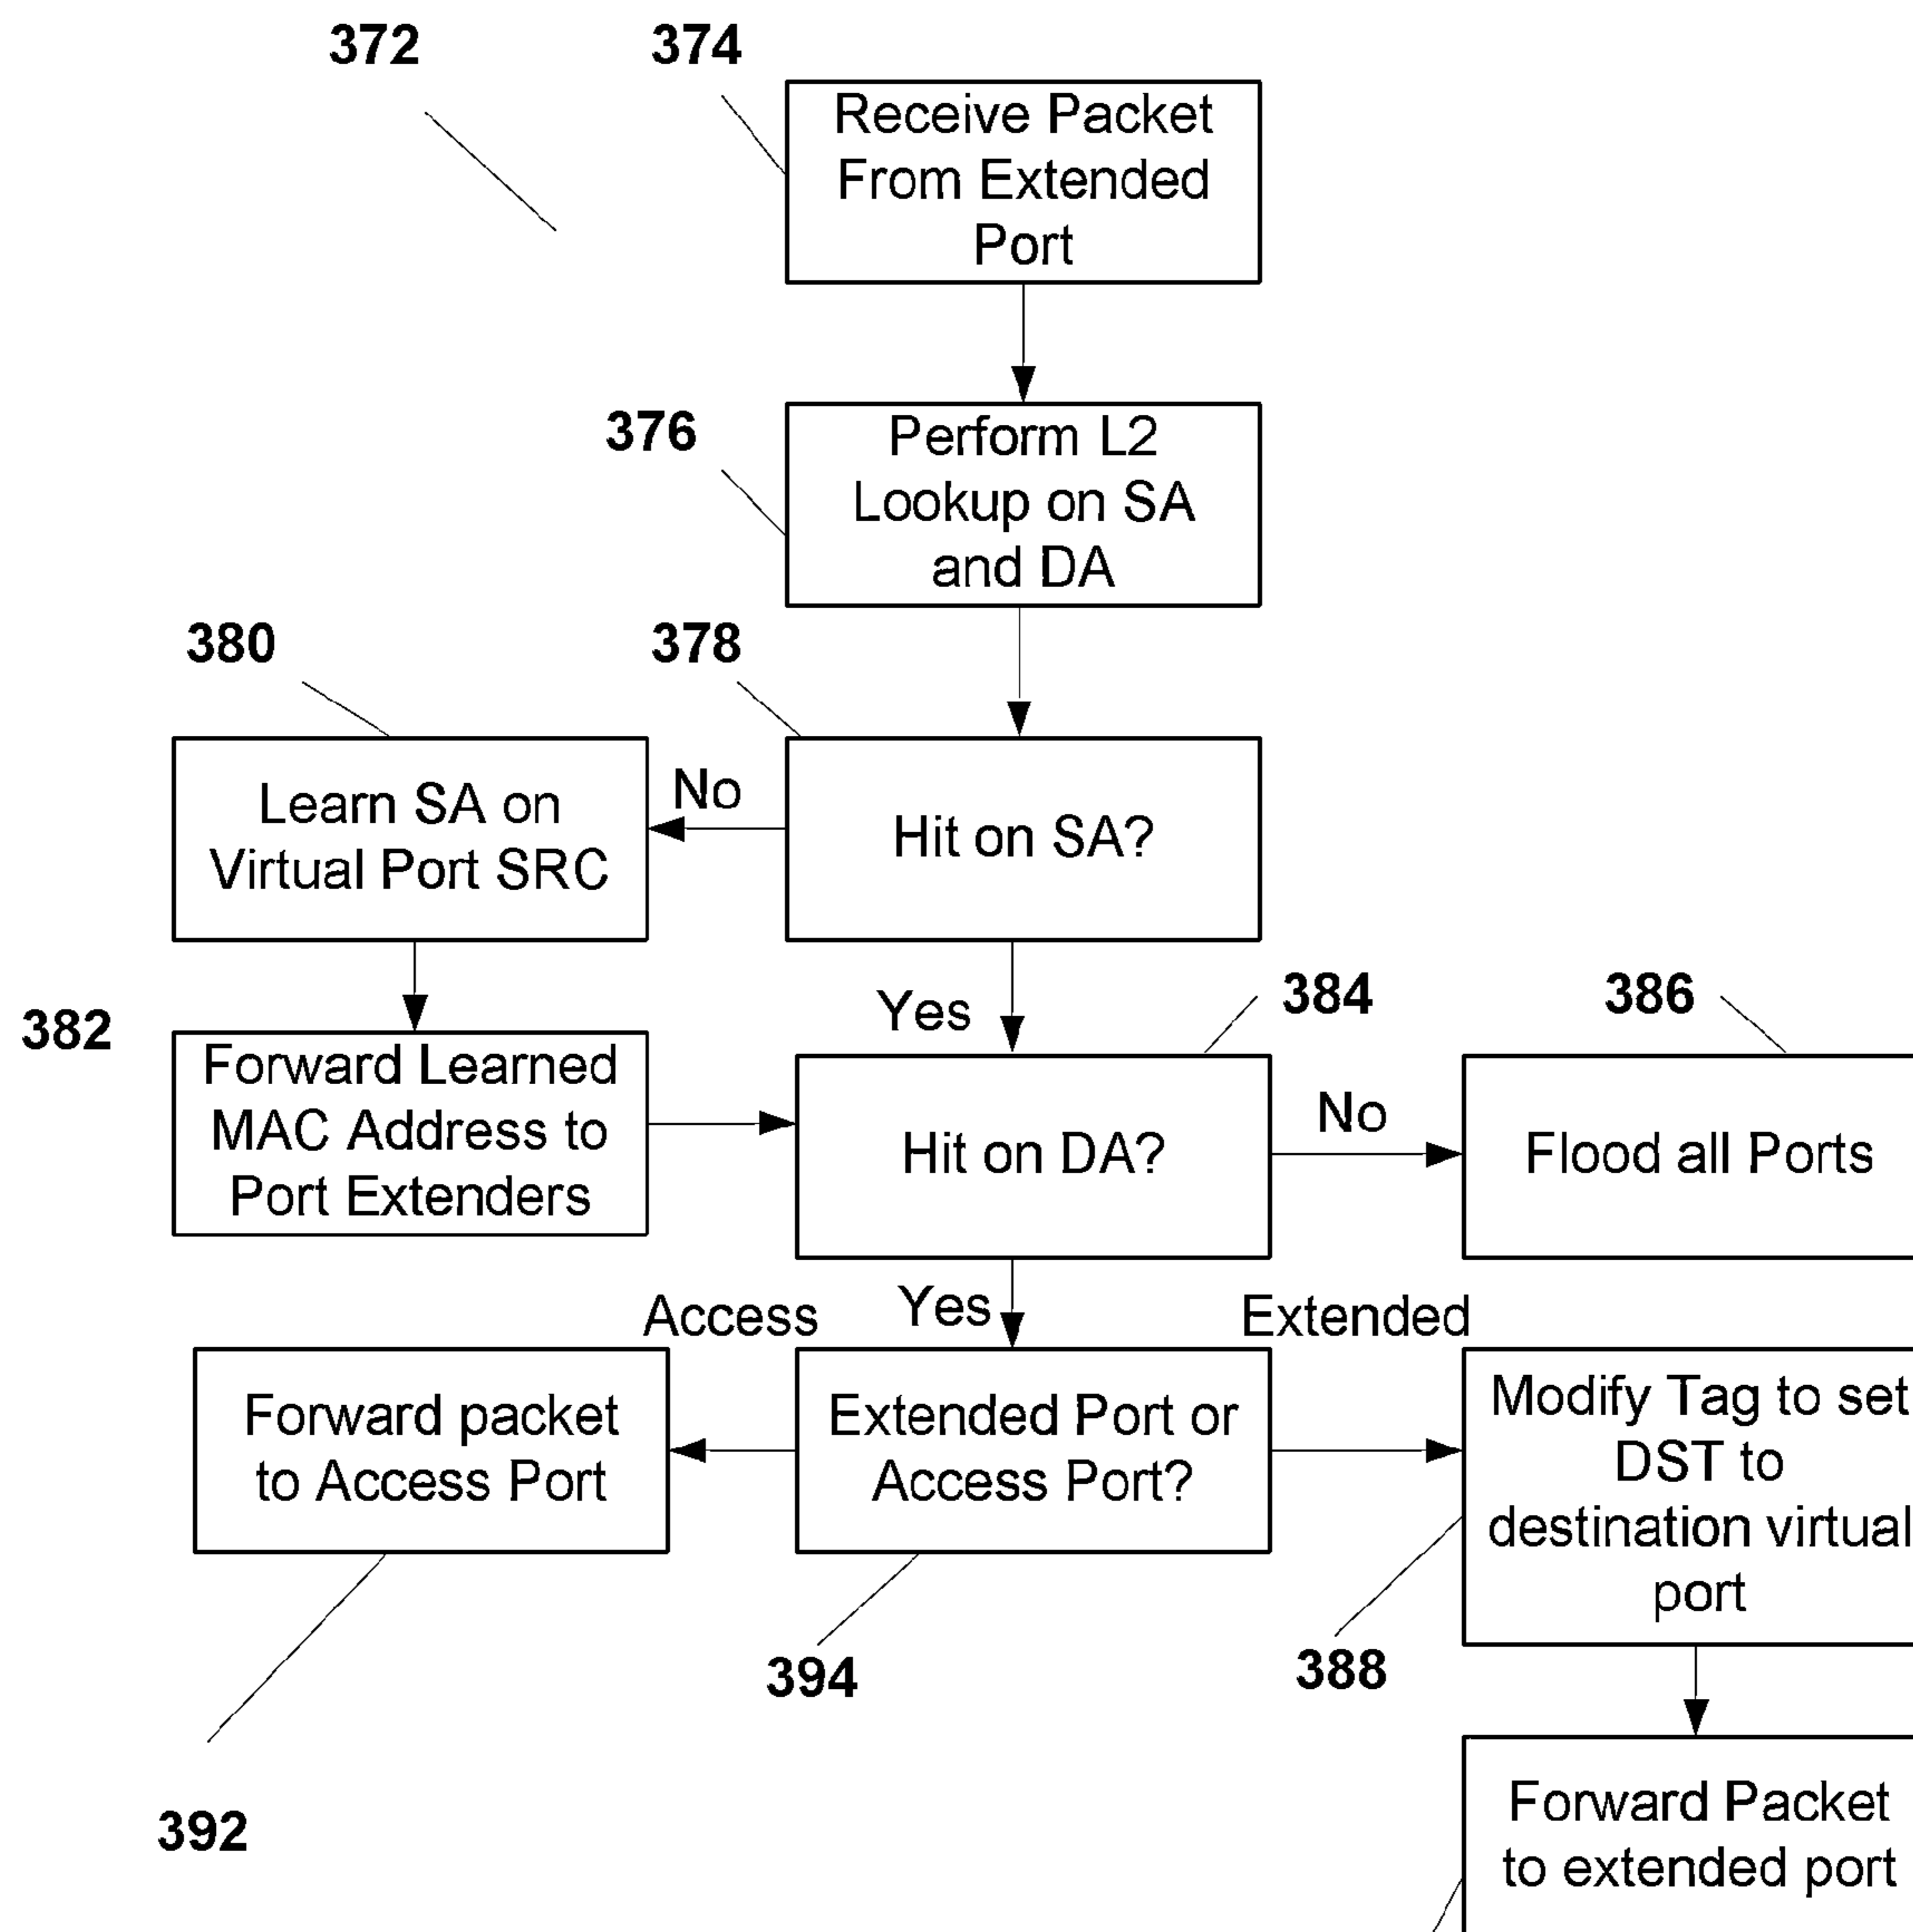 372
374
Receive Packet
From Extended
Port
376
Perform L2
Lookup on SA
and DA
380
378
Learn SA on
Virtual Port SRC
No
Hit on SA?
Yes
384
386
382
Forward Learned
MAC Address to
Port Extenders
Hit on DA?
No
Flood all Ports
Access
Yes
Extended
Forward packet
to Access Port
Extended Port or
Access Port?
Modify Tag to set
DST to
destination virtual
port
394
388
392
Forward Packet
to extended port